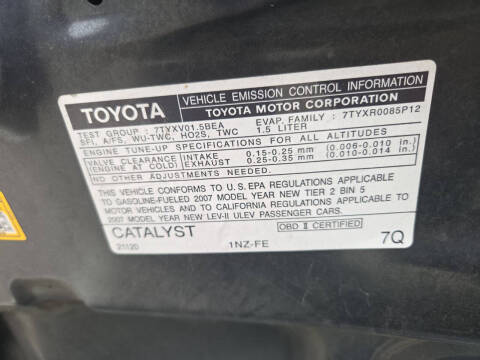 TOYOTA
VEHICLE EMISSION CONTROL INFORMATION
TOYOTA MOTOR CORPORATION
TEST GROUP : 7TYXV01.5BEA EVAP. FAMILY : 7TYXR0085P12
SFI, A/FS, WU-TWC, HO2S, TWC 1.5 LITER
ENGINE TUNE-UP SPECIFICATIONS FOR ALL ALTITUDES
VALVE CLEARANCE INTAKE 0.15-0.25 mm (0.006-0.010 in.)
(ENGINE AT COLD) EXHAUST 0.25-0.35 mm (0.010-0.014 in.)
NO OTHER ADJUSTMENTS NEEDED.
THIS VEHICLE CONFORMS TO U.S. EPA REGULATIONS APPLICABLE
TO GASOLINE-FUELED 2007 MODEL YEAR NEW TIER 2 BIN 5
MOTOR VEHICLES AND TO CALIFORNIA REGULATIONS APPLICABLE TO
2007 MODEL YEAR NEW LEV-II ULEV PASSENGER CARS.
CATALYST
OBD II CERTIFIED
21120 1NZ-FE 7Q